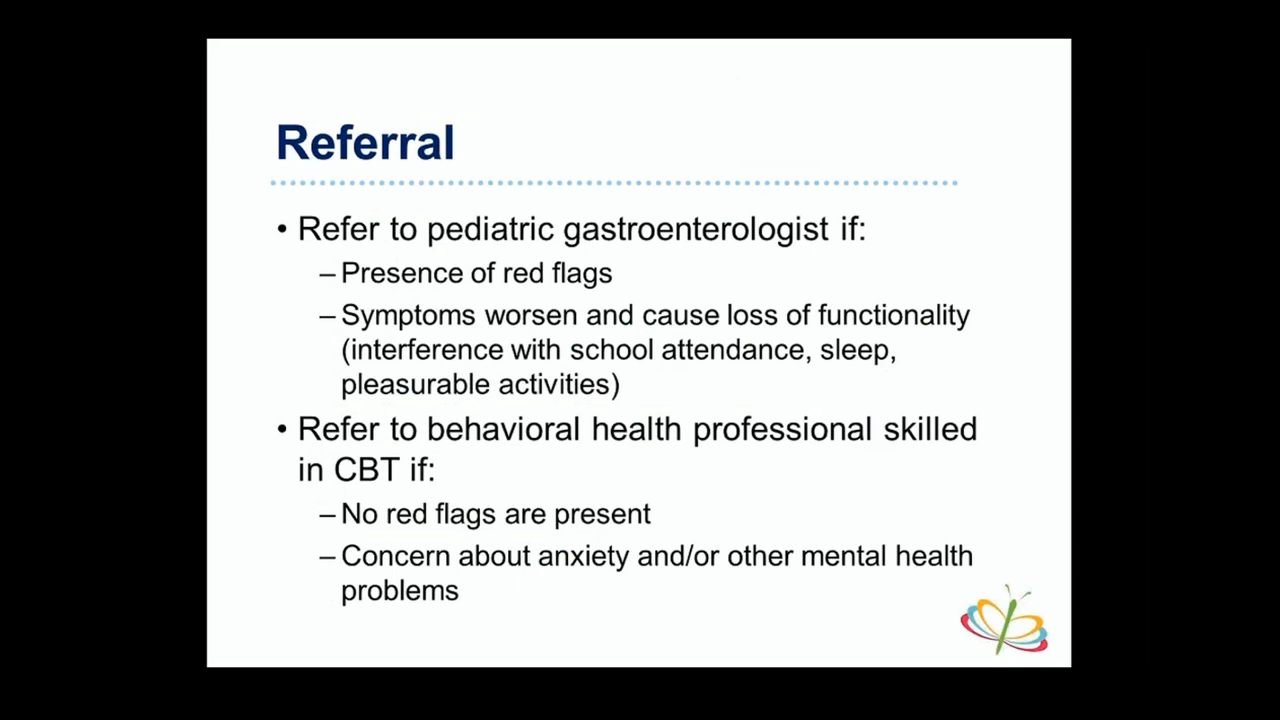 Referral
• Refer to pediatric gastroenterologist if:
– Presence of red flags
– Symptoms worsen and cause loss of functionality
(interference with school attendance, sleep,
pleasurable activities)
• Refer to behavioral health professional skilled
in CBT if:
– No red flags are present
– Concern about anxiety and/or other mental health
problems